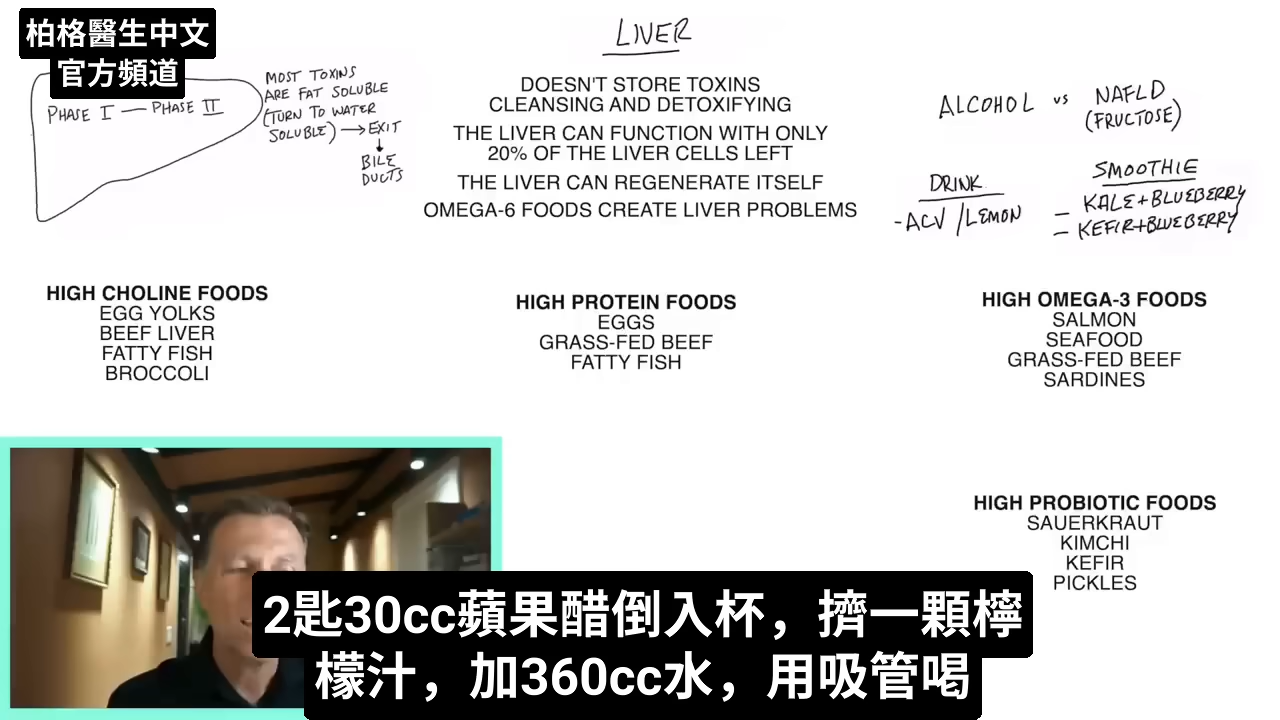 柏格醫生中文
官方頻道
LIVER
PHASE I — PHASE II
MOST TOXINS
ARE FAT SOLUBLE
(TURN TO WATER
SOLUBLE) → EXIT
↓
BILE
DUCTS
DOESN'T STORE TOXINS
CLEANSING AND DETOXIFYING
THE LIVER CAN FUNCTION WITH ONLY
20% OF THE LIVER CELLS LEFT
THE LIVER CAN REGENERATE ITSELF
OMEGA-6 FOODS CREATE LIVER PROBLEMS
ALCOHOL vs NAFLD
(FRUCTOSE)
DRINK
- ACV / LEMON
SMOOTHIE
- KALE + BLUEBERRY
- KEFIR + BLUEBERRY
HIGH CHOLINE FOODS
EGG YOLKS
BEEF LIVER
FATTY FISH
BROCCOLI
HIGH PROTEIN FOODS
EGGS
GRASS-FED BEEF
FATTY FISH
HIGH OMEGA-3 FOODS
SALMON
SEAFOOD
GRASS-FED BEEF
SARDINES
HIGH PROBIOTIC FOODS
SAUERKRAUT
KIMCHI
KEFIR
PICKLES
2匙30cc蘋果醋倒入杯，擠一顆檸
檬汁，加360cc水，用吸管喝